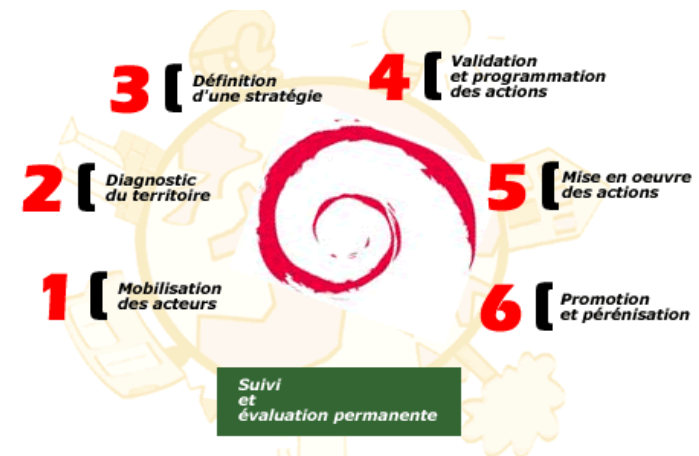 3
Définition
d'une stratégie
4
Validation
et programmation
des actions
2
Diagnostic
du territoire
5
Mise en oeuvre
des actions
1
Mobilisation
des acteurs
6
Promotion
et pérénisation
Suivi
et
évaluation permanente